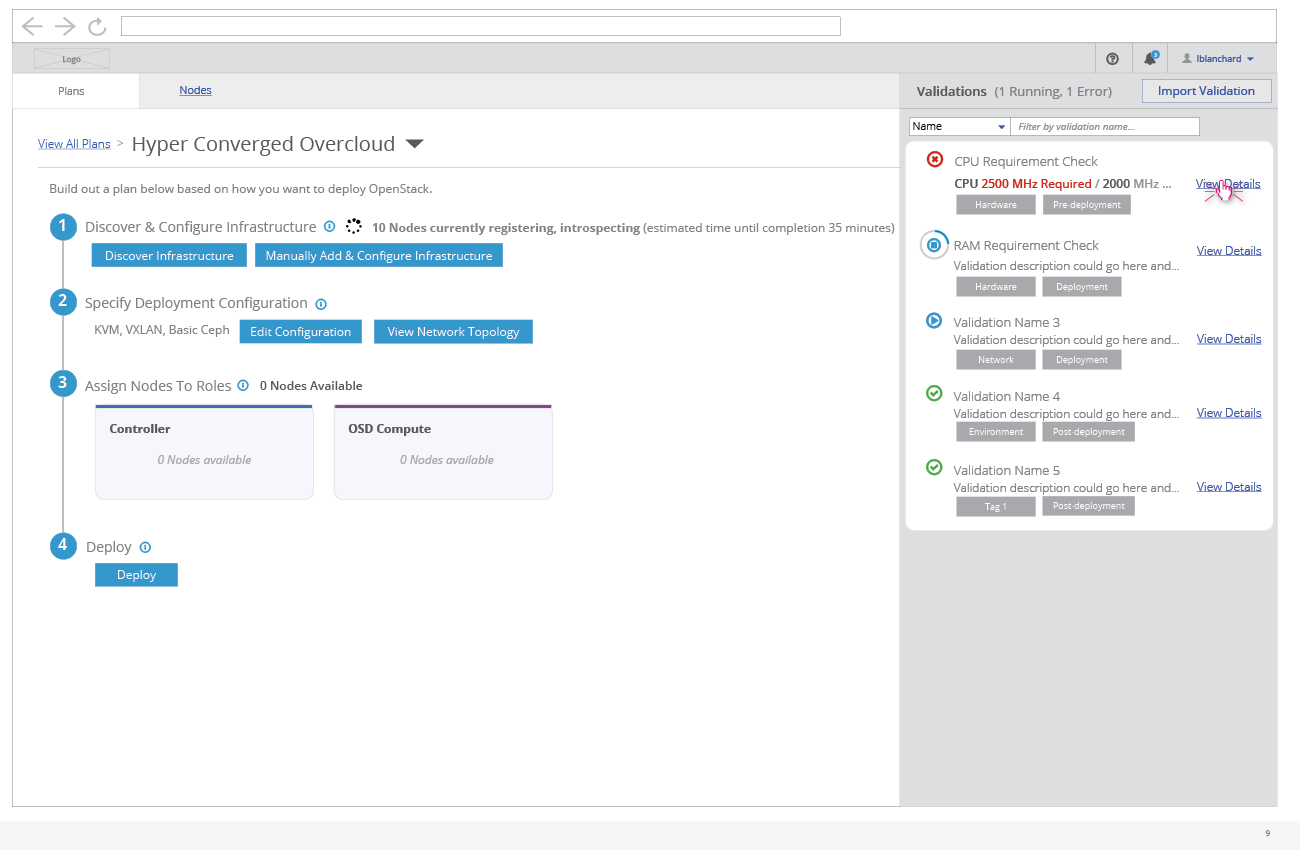 Logo
3
lblanchard
Plans
Nodes
Validations (1 Running, 1 Error)
Import Validation
View All Plans > Hyper Converged Overcloud
Build out a plan below based on how you want to deploy OpenStack.
1 Discover & Configure Infrastructure 10 Nodes currently registering, introspecting (estimated time until completion 35 minutes)
Discover Infrastructure
Manually Add & Configure Infrastructure
2 Specify Deployment Configuration
KVM, VXLAN, Basic Ceph
Edit Configuration
View Network Topology
3 Assign Nodes To Roles 0 Nodes Available
Controller
0 Nodes available
OSD Compute
0 Nodes available
4 Deploy
Deploy
Name
Filter by validation name...
CPU Requirement Check
CPU 2500 MHz Required / 2000 MHz ...
View Details
Hardware
Pre-deployment
RAM Requirement Check
View Details
Validation description could go here and...
Hardware
Deployment
Validation Name 3
Validation description could go here and...
View Details
Network
Deployment
Validation Name 4
Validation description could go here and...
View Details
Environment
Post-deployment
Validation Name 5
Validation description could go here and...
View Details
Tag 1
Post-deployment
9